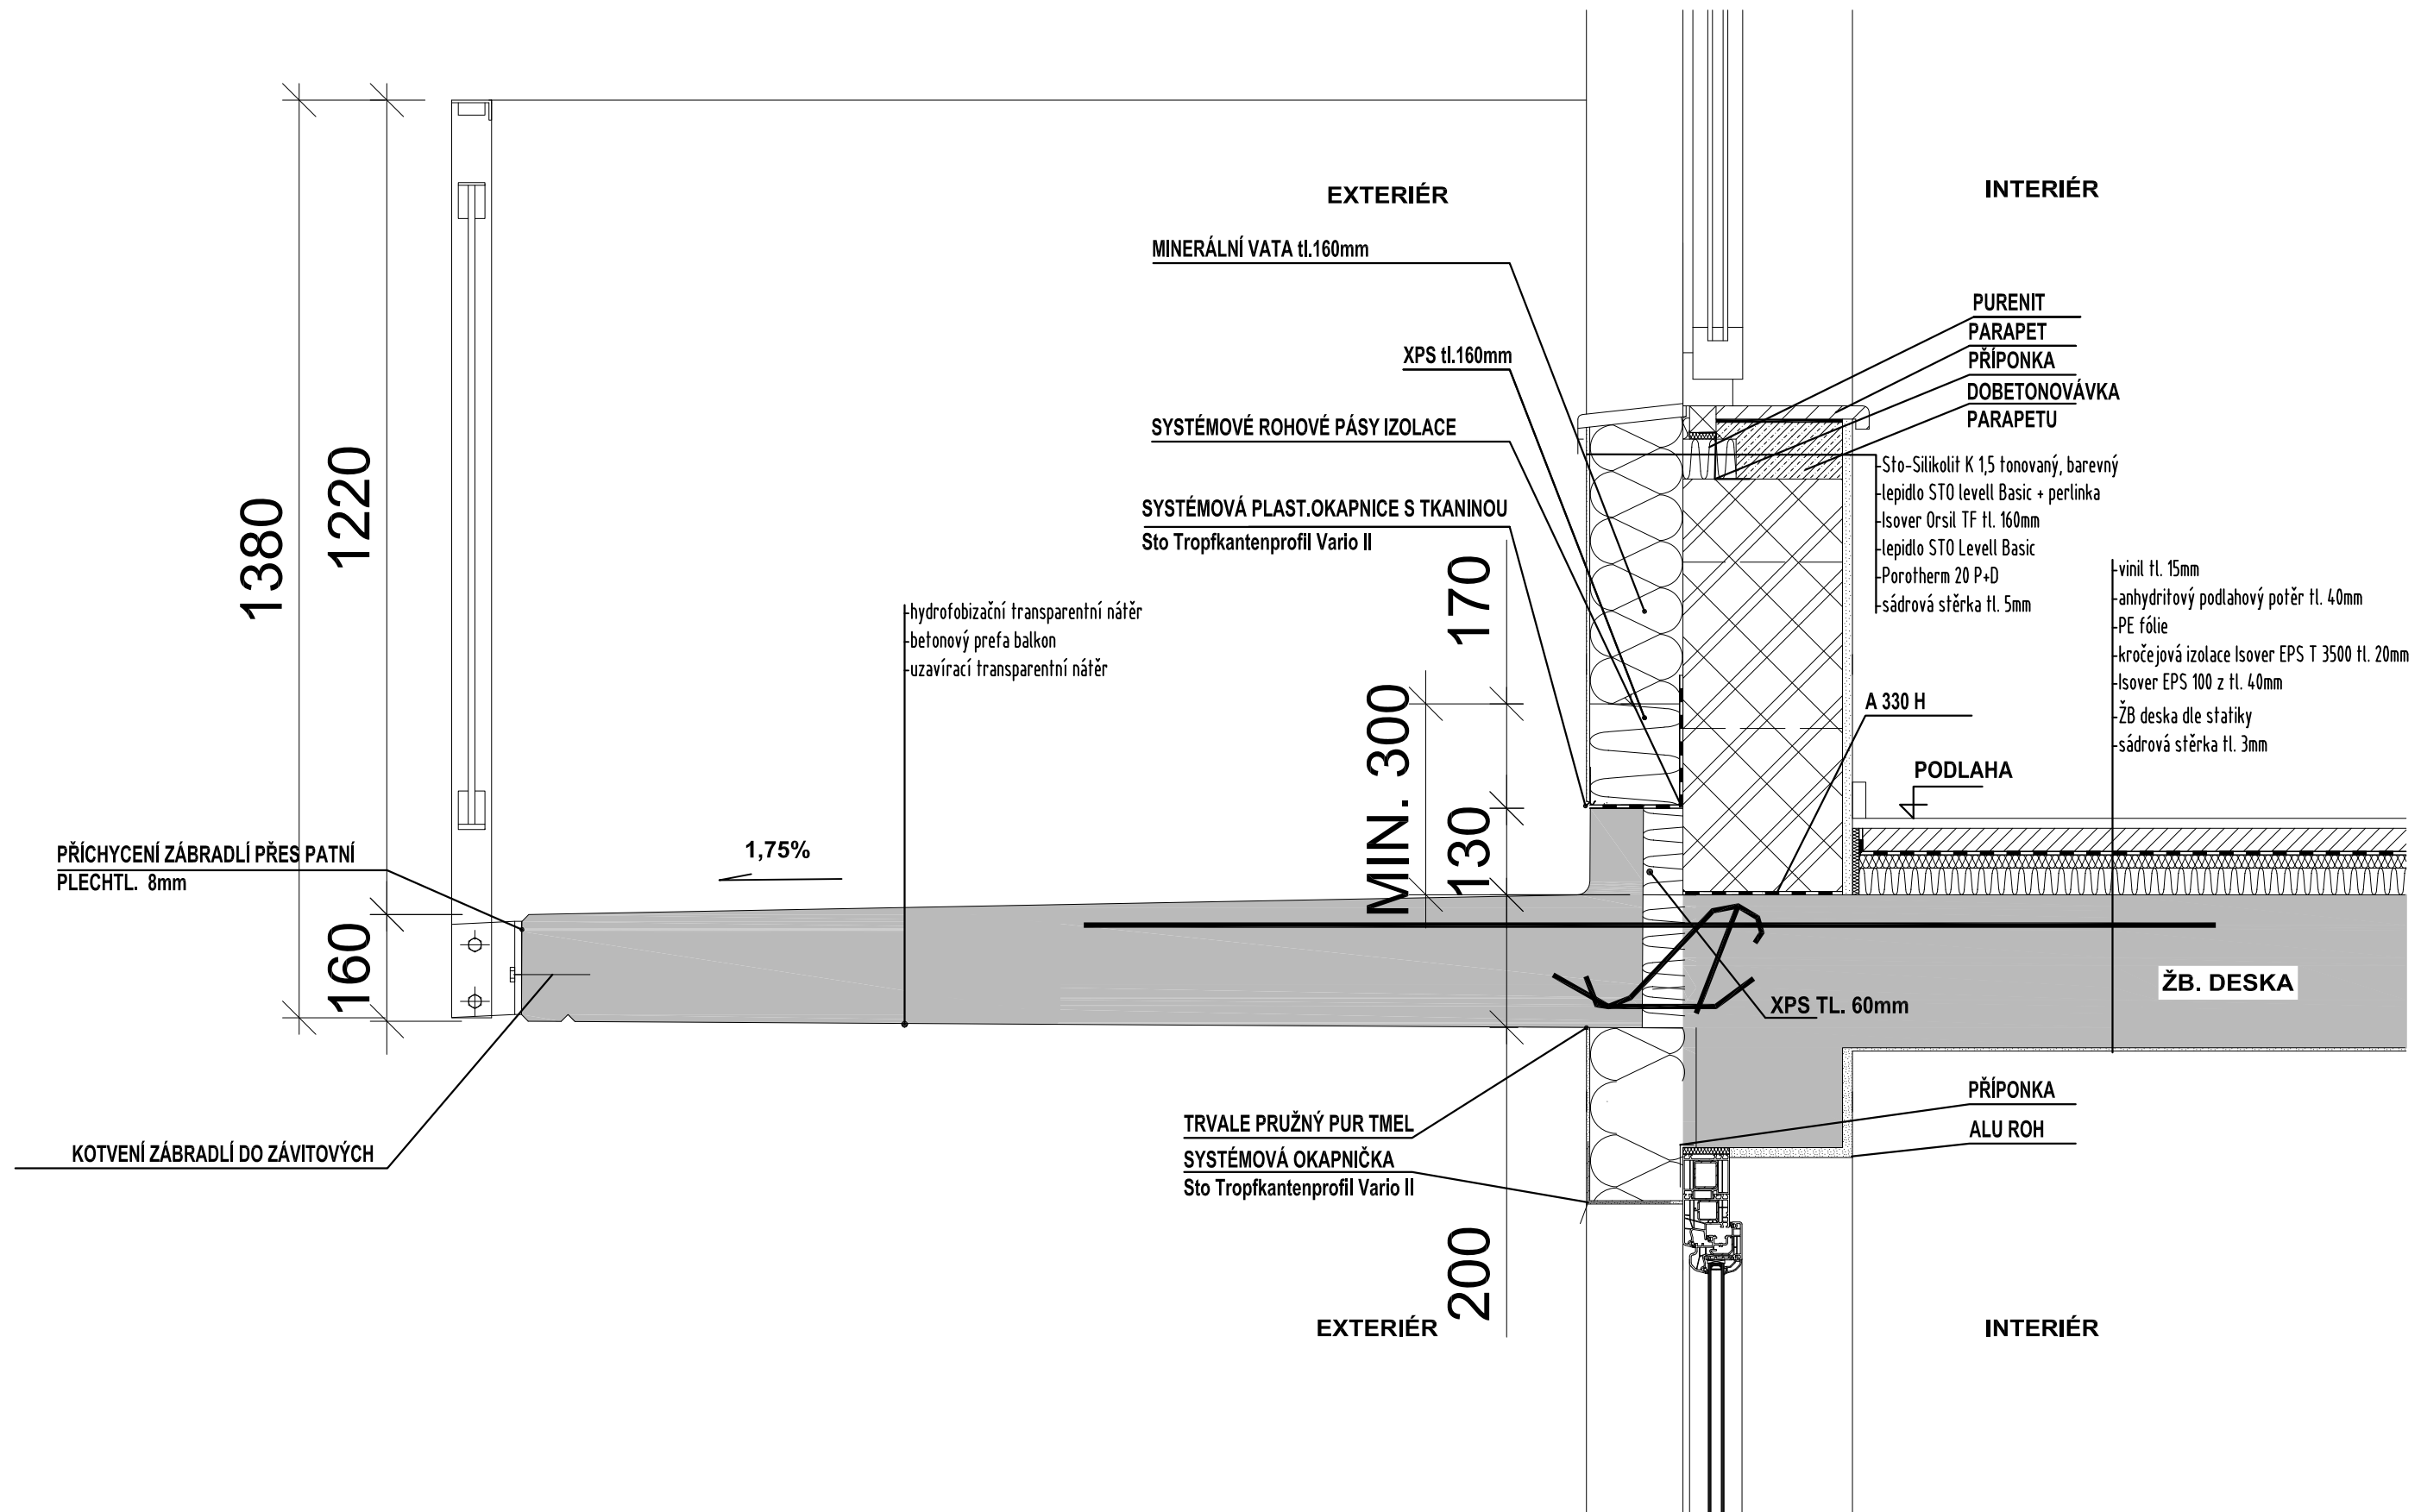 EXTERIÉR
INTERIÉR
1380
1220
160
MINERÁLNÍ VATA tl.160mm
XPS tl.160mm
SYSTÉMOVÉ ROHOVÉ PÁSY IZOLACE
SYSTÉMOVÁ PLAST.OKAPNICE S TKANINOU
Sto Tropfkantenprofil Vario II
PURENIT
PARAPET
PŘÍPONKA
DOBETONOVÁVKA
PARAPETU
-Sto-Silikolit K 1,5 tonovaný, barevný
-lepidlo STO levell Basic + perlinka
-Isover Orsil TF tl. 160mm
-lepidlo STO Levell Basic
-Porotherm 20 P+D
-sádrová stěrka tl. 5mm
-vinil tl. 15mm
-anhydritový podlahový potěr tl. 40mm
-PE fólie
-kročejová izolace Isover EPS T 3500 tl. 20mm
-Isover EPS 100 z tl. 40mm
-ŽB deska dle statiky
-sádrová stěrka tl. 3mm
-hydrofobizační transparentní nátěr
-betonový prefa balkon
-uzavírací transparentní nátěr
170
MIN. 300
130
200
A 330 H
PODLAHA
1,75%
PŘÍCHYCENÍ ZÁBRADLÍ PŘES PATNÍ
PLECHTL. 8mm
ŽB. DESKA
XPS TL. 60mm
KOTVENÍ ZÁBRADLÍ DO ZÁVITOVÝCH
TRVALE PRUŽNÝ PUR TMEL
SYSTÉMOVÁ OKAPNIČKA
Sto Tropfkantenprofil Vario II
PŘÍPONKA
ALU ROH
EXTERIÉR
INTERIÉR